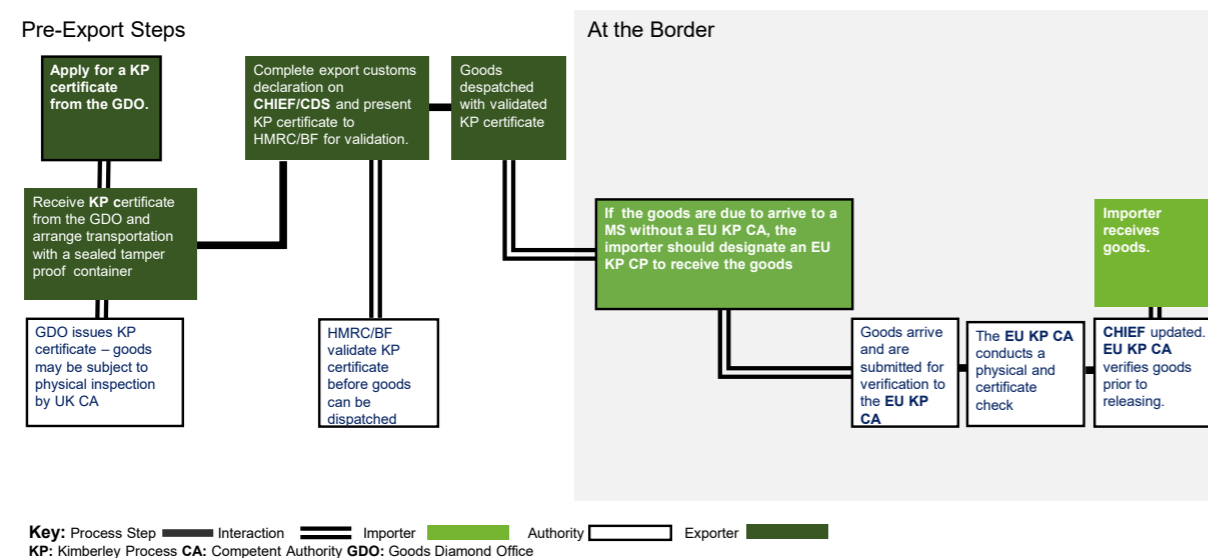 Pre-Export Steps
At the Border
Apply for a KP
certificate
from the GDO.
Complete export customs
declaration on
CHIEF/CDS and present
KP certificate to
HMRC/BF for validation.
Goods
despatched
with validated
KP certificate
Receive KP certificate
from the GDO and
arrange transportation
with a sealed tamper
proof container
If the goods are due to arrive to a
MS without a EU KP CA, the
importer should designate an EU
KP CP to receive the goods
Importer
receives
goods.
GDO issues KP
certificate – goods
may be subject to
physical inspection
by UK CA
HMRC/BF
validate KP
certificate
before goods
can be
dispatched
Goods arrive
and are
submitted for
verification to
the EU KP
CA
The EU KP CA
conducts a
physical and
certificate
check
CHIEF updated.
EU KP CA
verifies goods
prior to
releasing.
Key: Process Step Interaction Importer Authority Exporter
KP: Kimberley Process CA: Competent Authority GDO: Goods Diamond Office